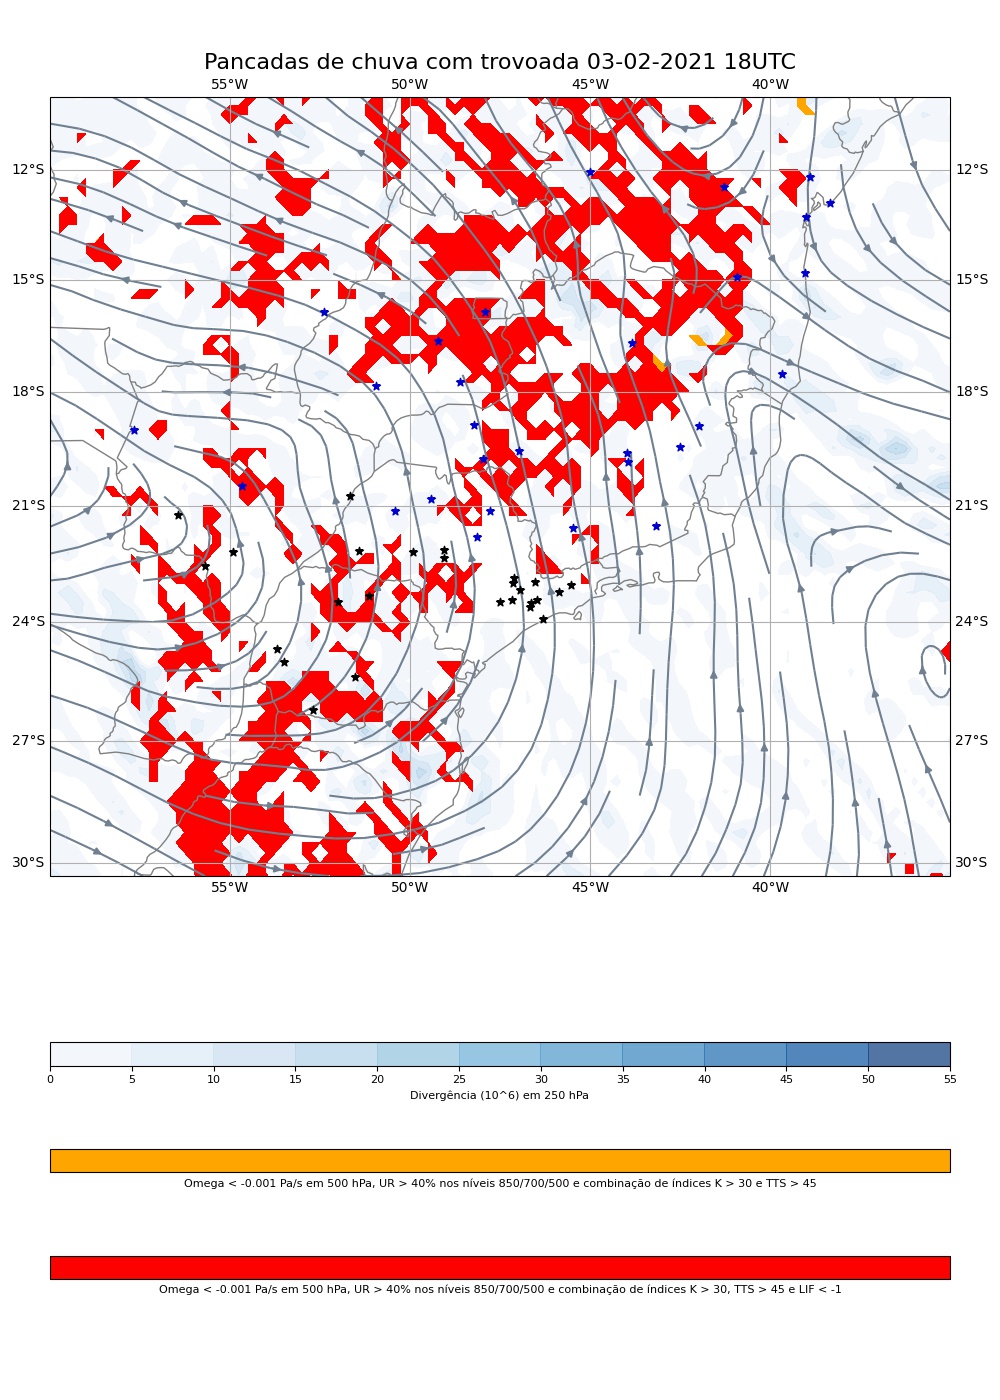 Pancadas de chuva com trovoada 03-02-2021 18UTC
55°W 50°W 45°W 40°W
12°S 12°S
15°S 15°S
18°S 18°S
21°S 21°S
24°S 24°S
27°S 27°S
30°S 30°S
55°W 50°W 45°W 40°W
0 5 10 15 20 25 30 35 40 45 50 55
Divergência (10^6) em 250 hPa
Omega < -0.001 Pa/s em 500 hPa, UR > 40% nos níveis 850/700/500 e combinação de índices K > 30 e TTS > 45
Omega < -0.001 Pa/s em 500 hPa, UR > 40% nos níveis 850/700/500 e combinação de índices K > 30, TTS > 45 e LIF < -1